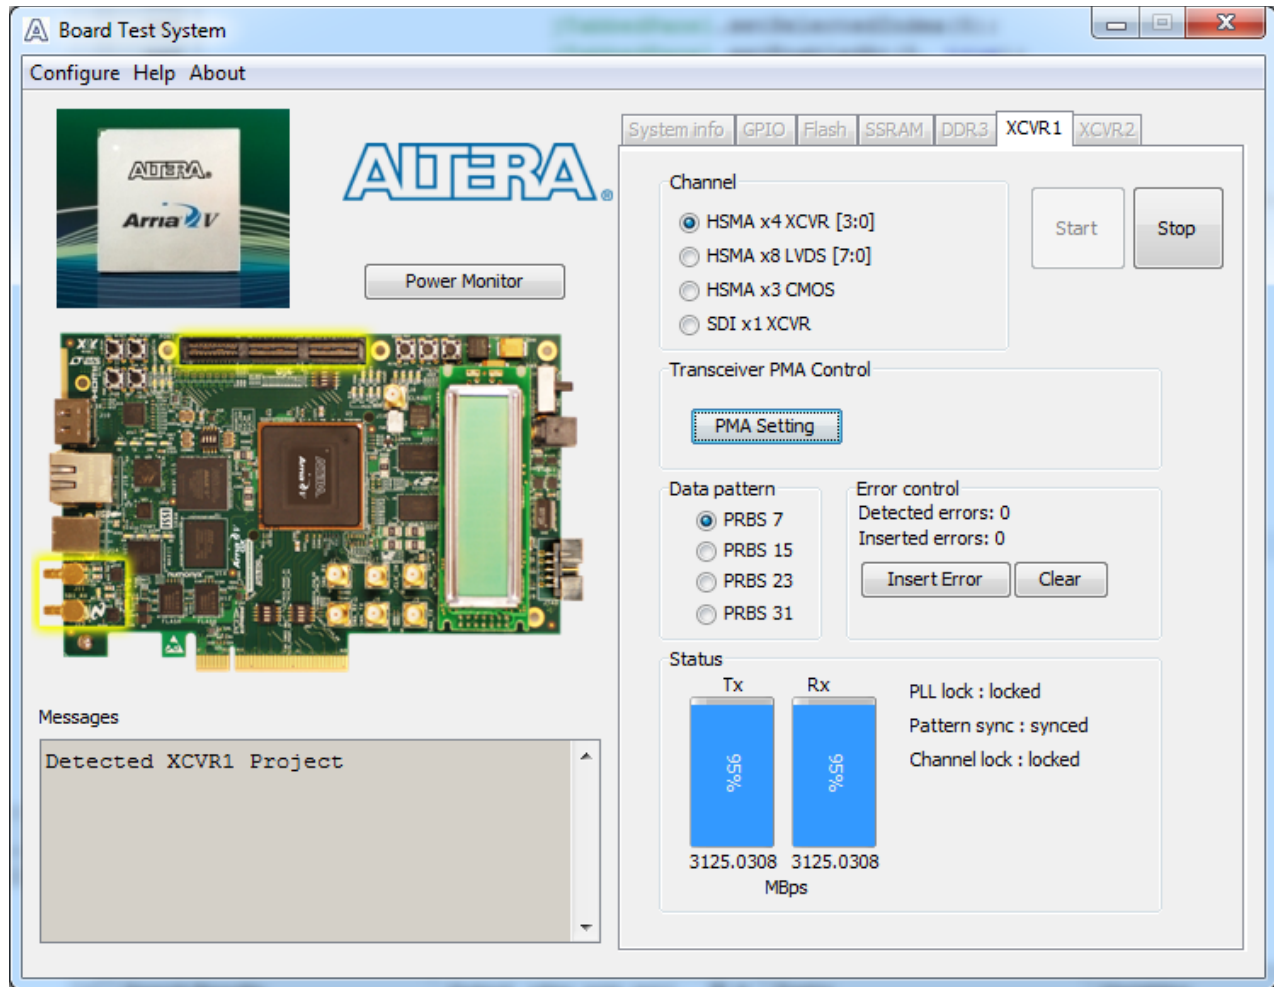 Board Test System
Configure Help About
ALTERA®
Arria V
ALTERA®
Power Monitor
Messages
Detected XCVR1 Project
System info GPIO Flash SSRAM DDR3 XCVR1 XCVR2
Channel
HSMA x4 XCVR [3:0]
HSMA x8 LVDS [7:0]
HSMA x3 CMOS
SDI x1 XCVR
Start Stop
Transceiver PMA Control
PMA Setting
Data pattern
PRBS 7
PRBS 15
PRBS 23
PRBS 31
Error control
Detected errors: 0
Inserted errors: 0
Insert Error Clear
Status
Tx Rx
95% 95%
3125.0308 3125.0308
MBps
PLL lock : locked
Pattern sync : synced
Channel lock : locked